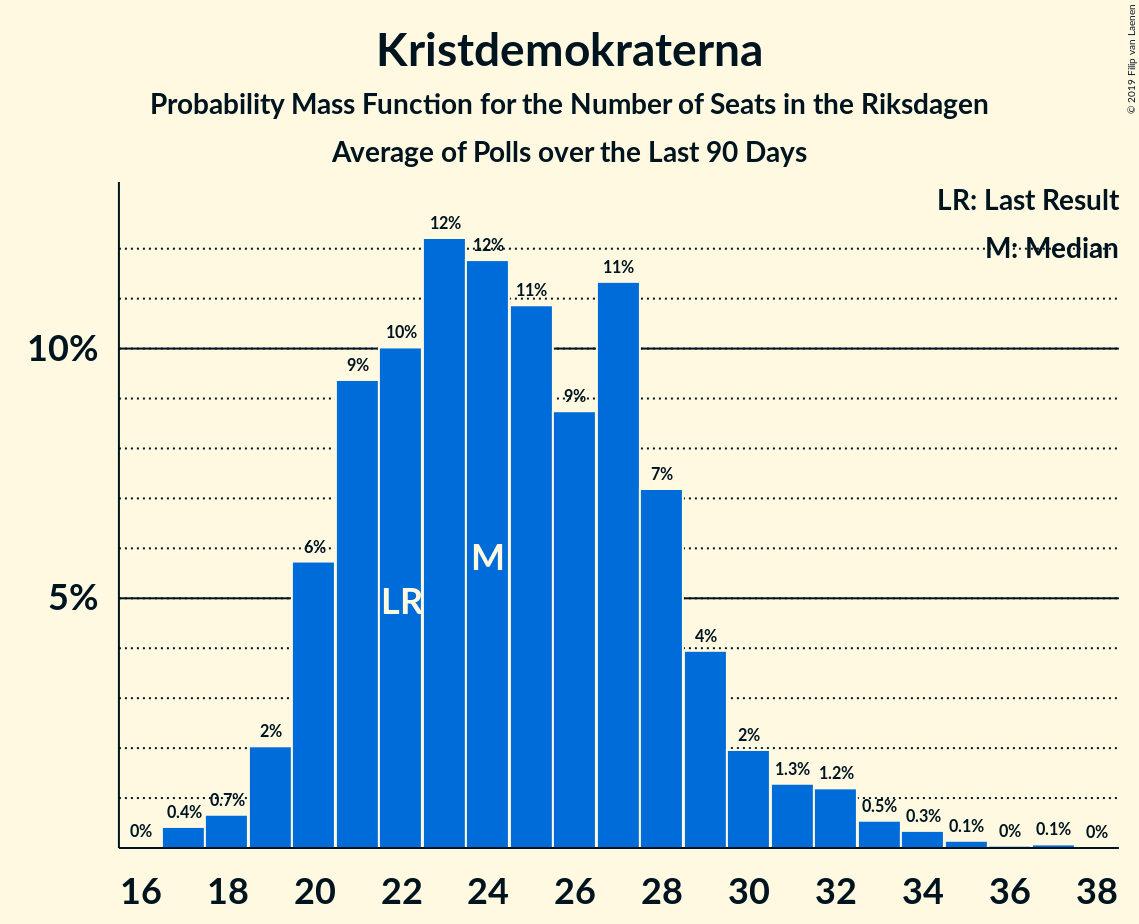 Kristdemokraterna
Probability Mass Function for the Number of Seats in the Riksdagen
Average of Polls over the Last 90 Days
© 2019 Filip van Laenen
LR: Last Result
M: Median
10%
5%
0%
0.4%
0.7%
2%
6%
9%
10%
12%
12%
11%
9%
11%
7%
4%
2%
1.3%
1.2%
0.5%
0.3%
0.1%
0%
0.1%
0%
LR
M
16 18 20 22 24 26 28 30 32 34 36 38